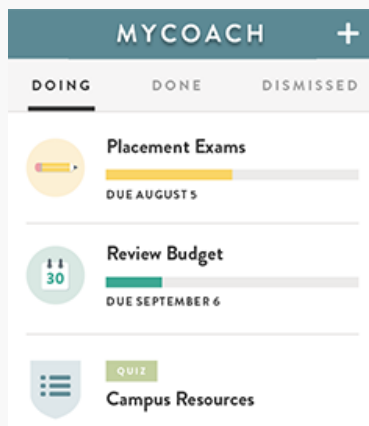 MYCOACH +
DOING DONE DISMISSED
Placement Exams
DUE AUGUST 5
30
Review Budget
DUE SEPTEMBER 6
QUIZ
Campus Resources